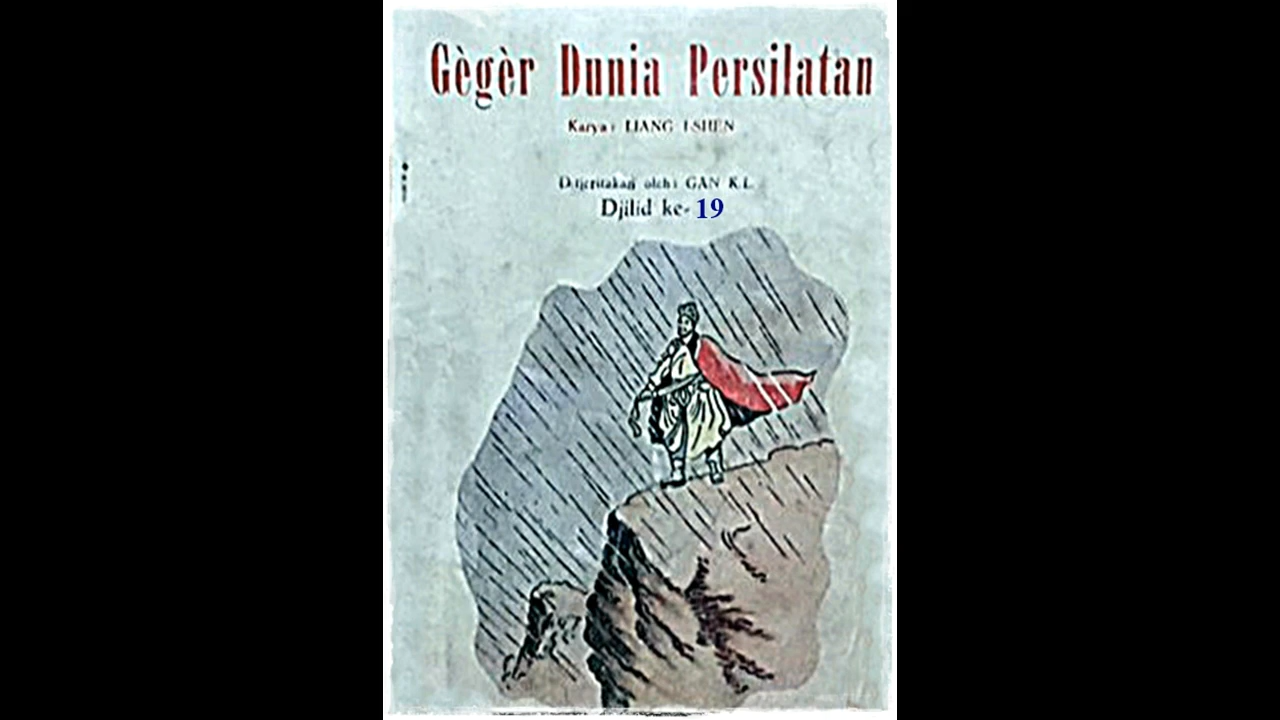 Gègèr Dunia Persilatan
Karya: LIANG I-SHEN
Ditjeritakan oleh: GAN K.L.
Djilid ke-19